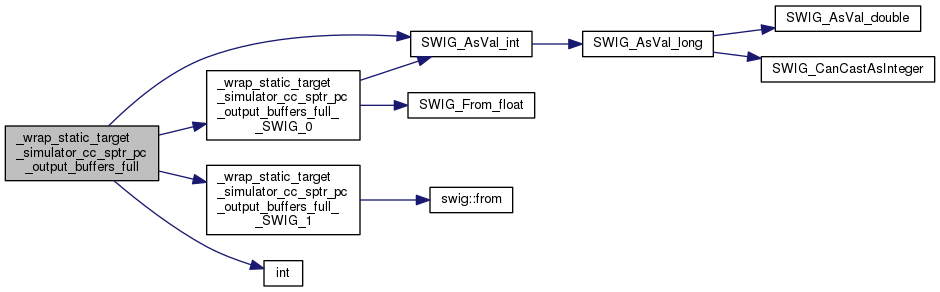 _wrap_static_target
_simulator_cc_sptr_pc
_output_buffers_full
SWIG_AsVal_int
_wrap_static_target
_simulator_cc_sptr_pc
_output_buffers_full_
_SWIG_0
SWIG_From_float
_wrap_static_target
_simulator_cc_sptr_pc
_output_buffers_full_
_SWIG_1
swig::from
int
SWIG_AsVal_long
SWIG_AsVal_double
SWIG_CanCastAsInteger